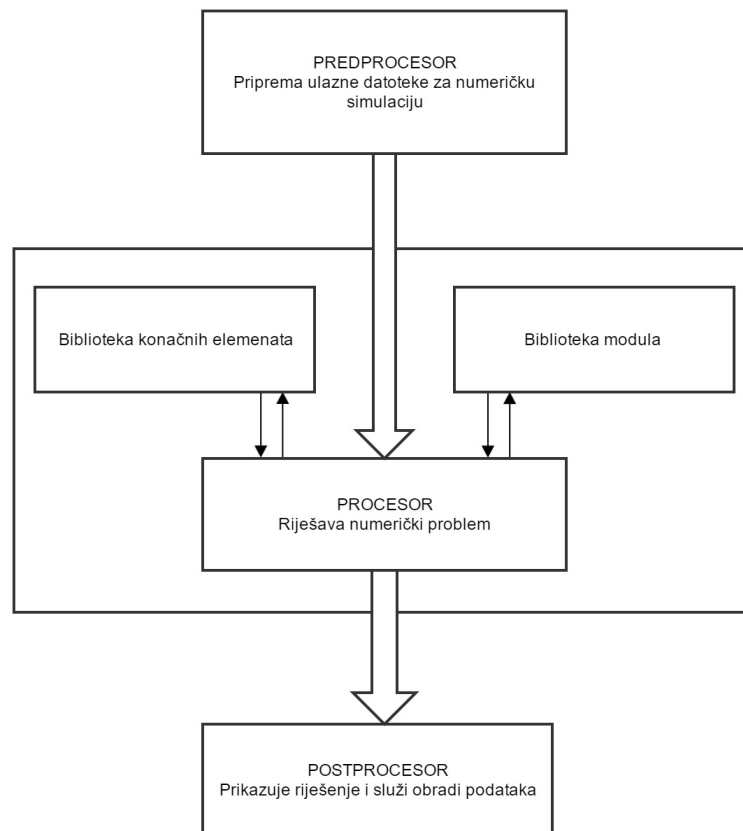 PREDPROCESOR
Priprema ulazne datoteke za numeričku
simulaciju
Biblioteka konačnih elemenata
Biblioteka modula
PROCESOR
Riješava numerički problem
POSTPROCESOR
Prikazuje riješenje i služi obradi podataka